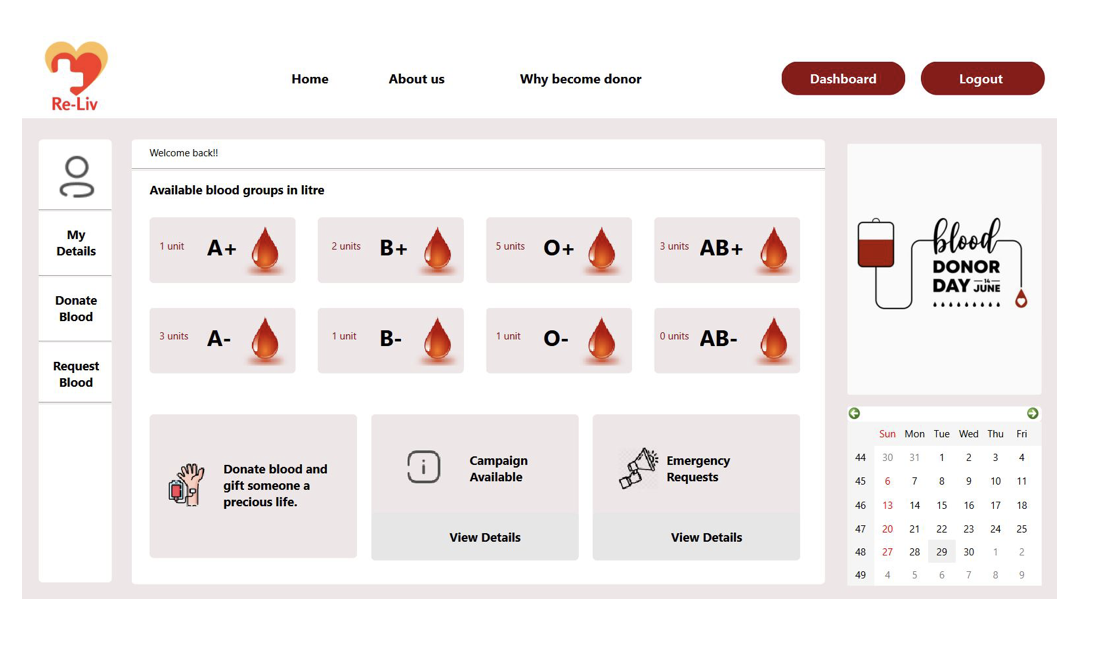 Re-Liv
Home
About us
Why become donor
Dashboard
Logout
My
Details
Donate
Blood
Request
Blood
Welcome back!!
Available blood groups in litre
1 unit A+
2 units B+
5 units O+
3 units AB+
3 units A-
1 unit B-
1 unit O-
0 units AB-
Donate blood and
gift someone a
precious life.
Campaign
Available
View Details
Emergency
Requests
View Details
blood
DONOR
DAY 14 JUNE
Sun Mon Tue Wed Thu Fri
44 30 31 1 2 3 4
45 6 7 8 9 10 11
46 13 14 15 16 17 18
47 20 21 22 23 24 25
48 27 28 29 30 1 2
49 4 5 6 7 8 9